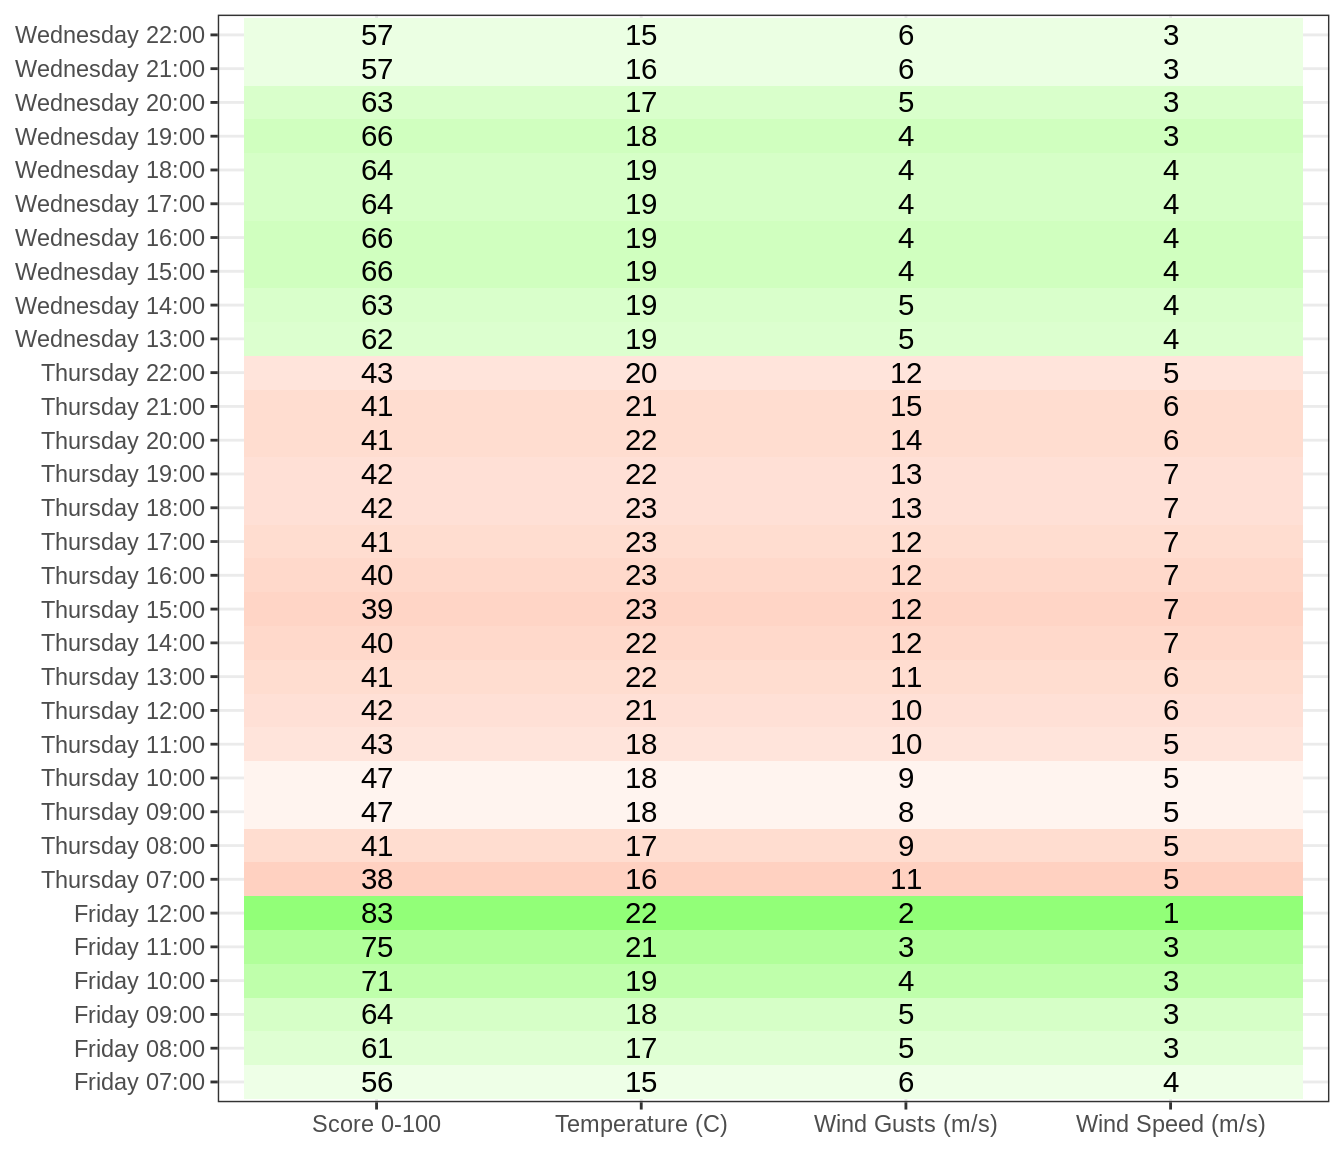 Wednesday 22:00 57 15 6 3
Wednesday 21:00 57 16 6 3
Wednesday 20:00 63 17 5 3
Wednesday 19:00 66 18 4 3
Wednesday 18:00 64 19 4 4
Wednesday 17:00 64 19 4 4
Wednesday 16:00 66 19 4 4
Wednesday 15:00 66 19 4 4
Wednesday 14:00 63 19 5 4
Wednesday 13:00 62 19 5 4
Thursday 22:00 43 20 12 5
Thursday 21:00 41 21 15 6
Thursday 20:00 41 22 14 6
Thursday 19:00 42 22 13 7
Thursday 18:00 42 23 13 7
Thursday 17:00 41 23 12 7
Thursday 16:00 40 23 12 7
Thursday 15:00 39 23 12 7
Thursday 14:00 40 22 12 7
Thursday 13:00 41 22 11 6
Thursday 12:00 42 21 10 6
Thursday 11:00 43 18 10 5
Thursday 10:00 47 18 9 5
Thursday 09:00 47 18 8 5
Thursday 08:00 41 17 9 5
Thursday 07:00 38 16 11 5
Friday 12:00 83 22 2 1
Friday 11:00 75 21 3 3
Friday 10:00 71 19 4 3
Friday 09:00 64 18 5 3
Friday 08:00 61 17 5 3
Friday 07:00 56 15 6 4
Score 0-100 Temperature (C) Wind Gusts (m/s) Wind Speed (m/s)